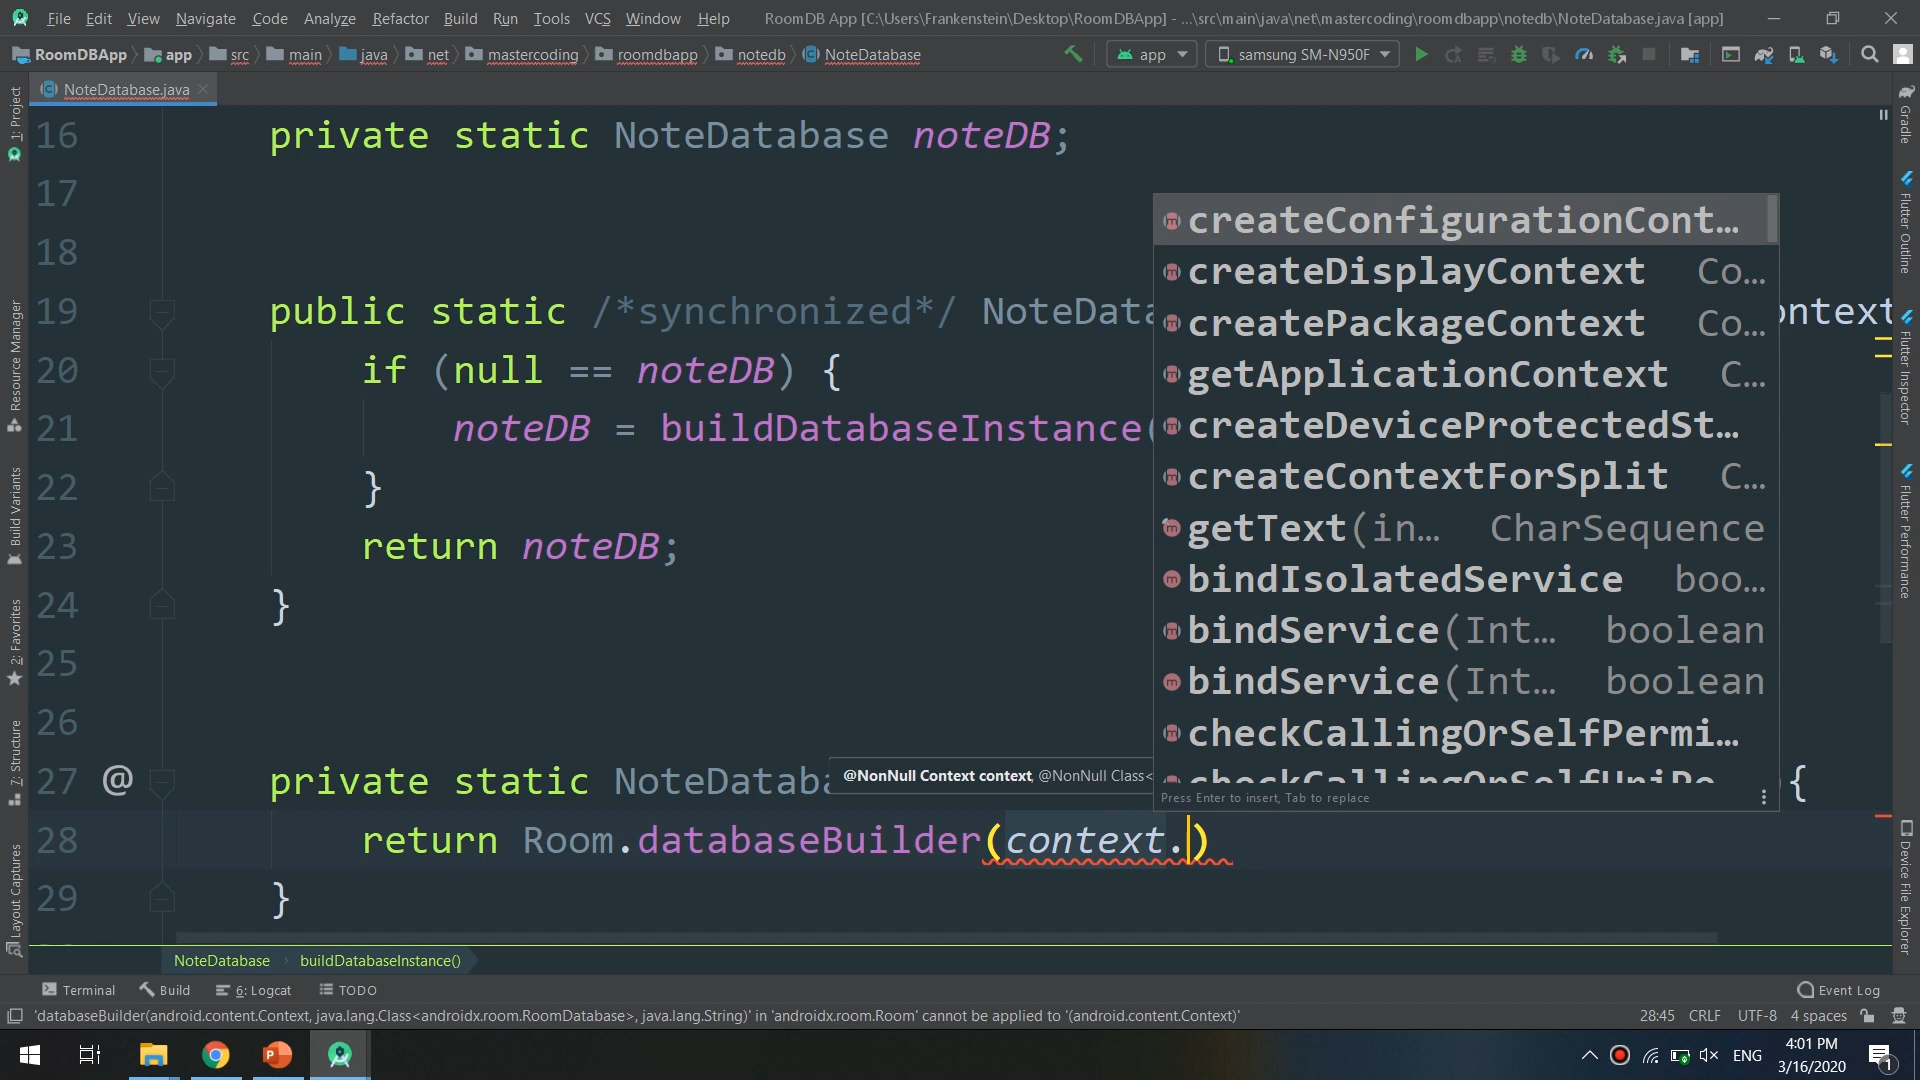 File Edit View Navigate Code Analyze Refactor Build Run Tools VCS Window Help RoomDB App [C:\Users\Frankenstein\Desktop\RoomDBApp] - ...\src\main\java\net\mastercoding\roomdbapp\notedb\NoteDatabase.java [app]
RoomDBApp app src main java net mastercoding roomdbapp notedb NoteDatabase app samsung SM-N950F
NoteDatabase.java
1: Project
Resource Manager
Build Variants
2: Favorites
7: Structure
Layout Captures
16 private static NoteDatabase noteDB;
17
18
19 public static /*synchronized*/ NoteData ontext
20 if (null == noteDB) {
21 noteDB = buildDatabaseInstance(
22 }
23 return noteDB;
24 }
25
26
27 @ private static NoteDataba {
28 return Room.databaseBuilder(context.)
29 }
createConfigurationCont…
createDisplayContext Co…
createPackageContext Co…
getApplicationContext C…
createDeviceProtectedSt…
createContextForSplit C…
getText(in… CharSequence
bindIsolatedService boo…
bindService(Int… boolean
bindService(Int… boolean
checkCallingOrSelfPermi…
Press Enter to insert, Tab to replace
@NonNull Context context, @NonNull Class<
Gradle
Flutter Outline
Flutter Inspector
Flutter Performance
Device File Explorer
NoteDatabase buildDatabaseInstance()
Terminal Build 6: Logcat TODO Event Log
'databaseBuilder(android.content.Context, java.lang.Class<androidx.room.RoomDatabase>, java.lang.String)' in 'androidx.room.Room' cannot be applied to '(android.content.Context)' 28:45 CRLF UTF-8 4 spaces
ENG 4:01 PM
3/16/2020 1